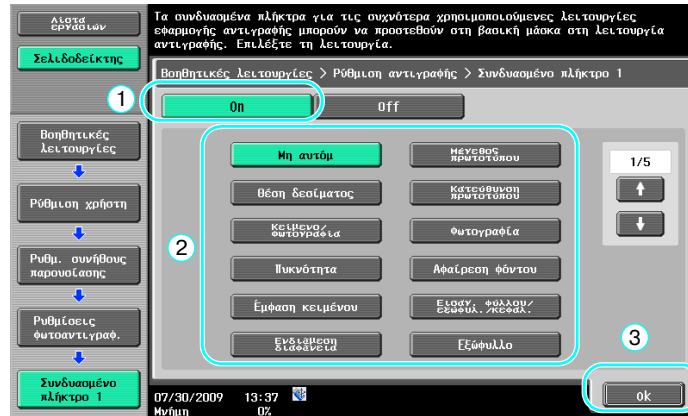 Λίστα
εργασιών
Σελιδοδείκτης
Τα συνδυασμένα πλήκτρα για τις συχνότερα χρησιμοποιούμενες λειτουργίες
εφαρμογής αντιγραφής μπορούν να προστεθούν στη βασική μάσκα στη λειτουργία
αντιγραφής. Επιλέξτε τη λειτουργία.
Βοηθητικές λειτουργίες > Ρύθμιση αντιγραφής > Συνδυασμένο πλήκτρο 1
1
On
Off
Βοηθητικές
λειτουργίες
Ρύθμιση χρήστη
Ρυθμ. συνήθους
παρουσίασης
Ρυθμίσεις
φωτοαντιγραφ.
Συνδυασμένο
πλήκτρο 1
2
Μη αυτόμ
Μέγεθος
πρωτοτύπου
Θέση δεσίματος
Κατεύθυνση
πρωτοτύπου
Κείμενο/
Φωτογραφία
Φωτογραφία
Πυκνότητα
Αφαίρεση φόντου
Έμφαση κειμένου
Εισαγ. φύλλου/
εξωφυλ./κεφαλ.
Ενδιάμεση
διαφάνεια
Εξώφυλλο
1/5
3
ok
07/30/2009 13:37
Μνήμη 0%